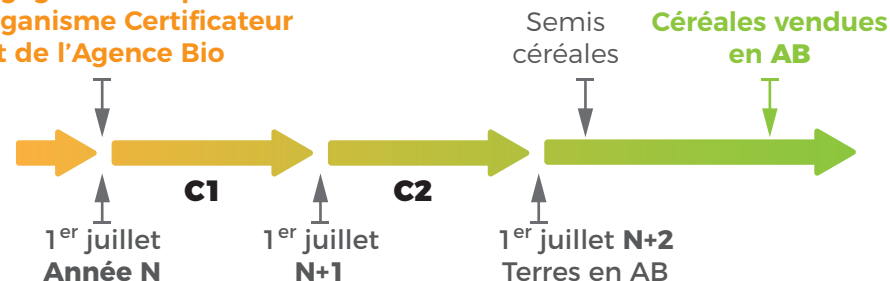 rganisme Certificateur
t de l'Agence Bio
Semis
céréales
Céréales vendues
en AB
C1
C2
1er juillet
Année N
1er juillet
N+1
1er juillet N+2
Terres en AB